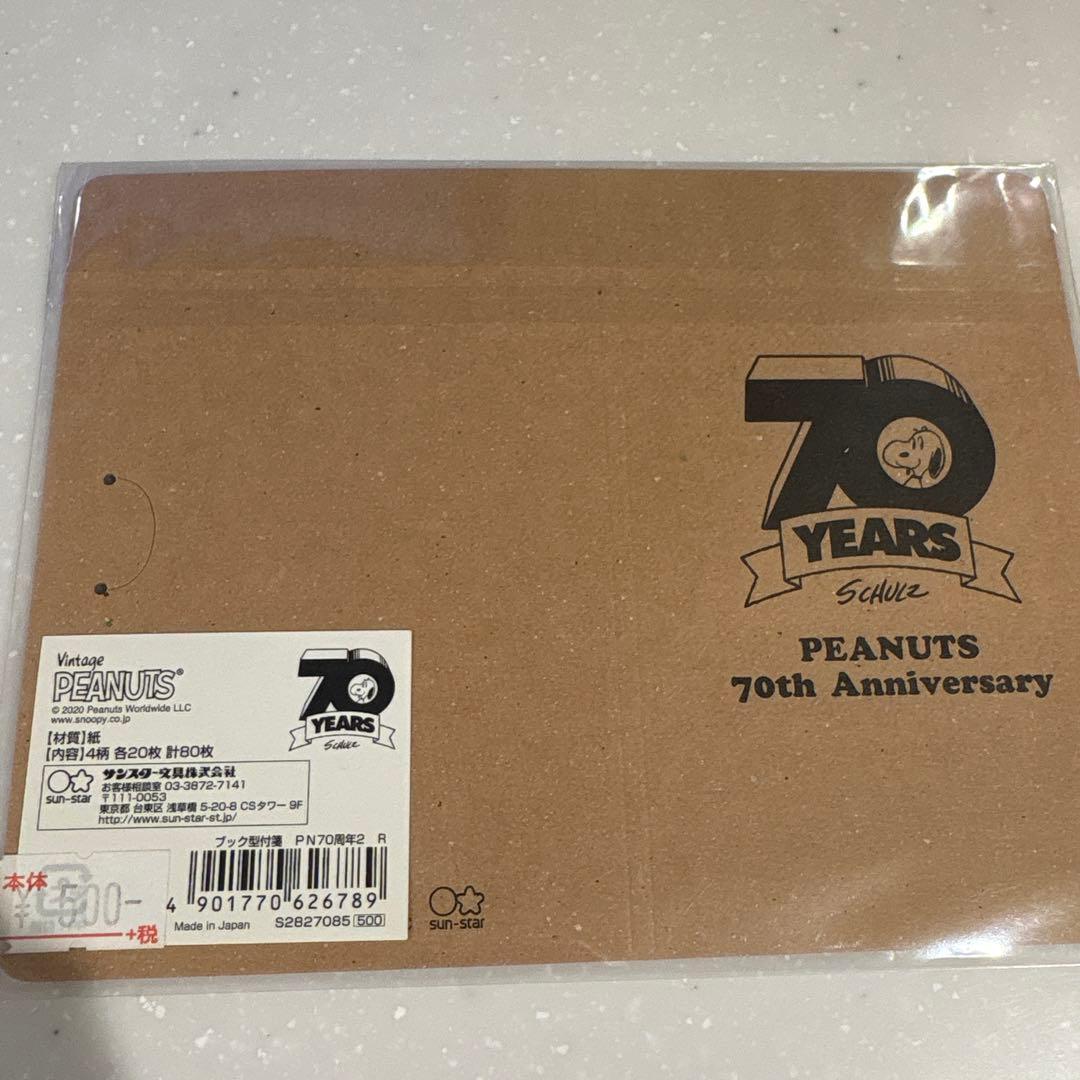 70
YEARS
SCHULZ
PEANUTS
70th Anniversary
Vintage
PEANUTS®
© 2020 Peanuts Worldwide LLC
www.snoopy.co.jp
70
YEARS
SCHULZ
【材質】紙
【内容】4柄 各20枚 計80枚
sun-star
サンスター文具株式会社
お客様相談室 03-3872-7141
〒111-0053
東京都 台東区 浅草橋 5-20-8 CSタワー 9F
http://www.sun-star-st.jp/
ブック型付箋 PN70周年2 R
4 901770 626789
Made in Japan
S2827085 500
本体
¥500-
+税
sun-star